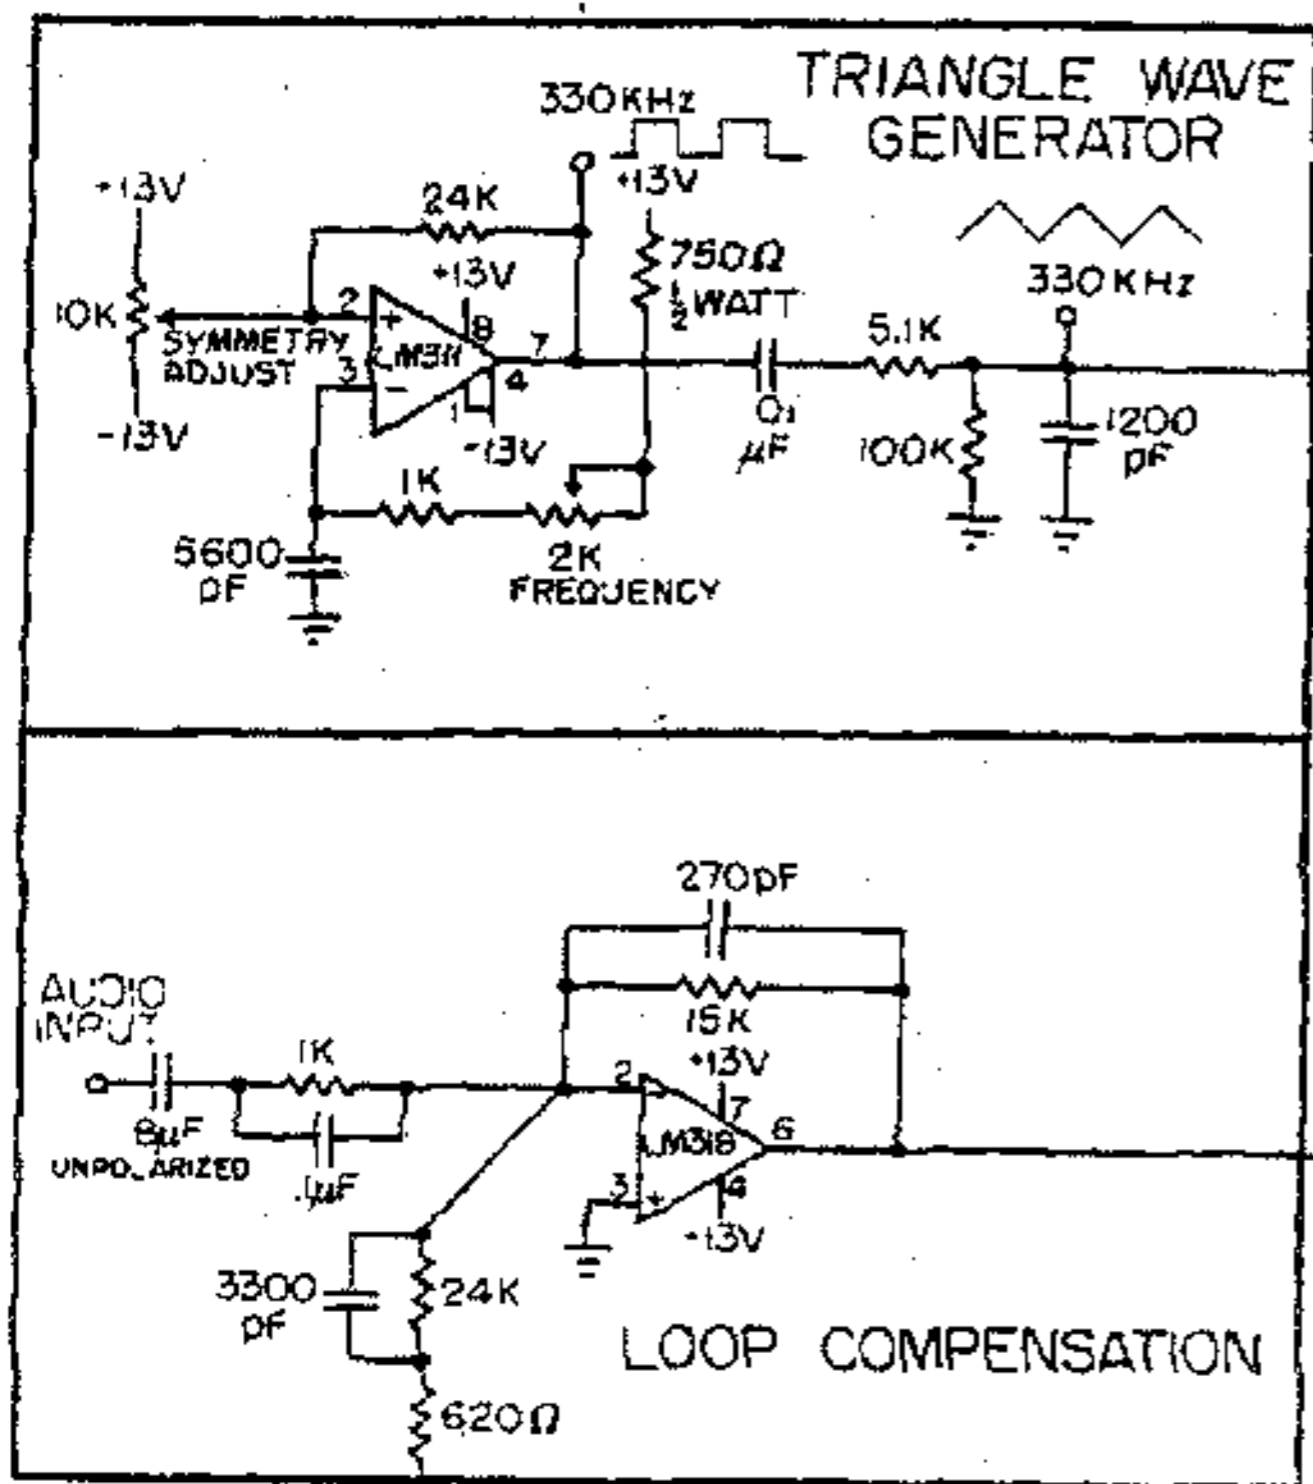 TRIANGLE WAVE
GENERATOR
330KHz
+13V
24K
+13V
750Ω
½ WATT
330KHz
10K
SYMMETRY
ADJUST
2
+
8
LM311
7
3
-
4
1
5.1K
-13V
-13V
μF
100K
1200
pF
1K
5600
pF
2K
FREQUENCY
270pF
15K
AUDIO
INPUT
1K
+13V
2
7
8μF
UNPOLARIZED
.1μF
LM318
6
3
+
4
-13V
3300
pF
24K
LOOP COMPENSATION
620Ω